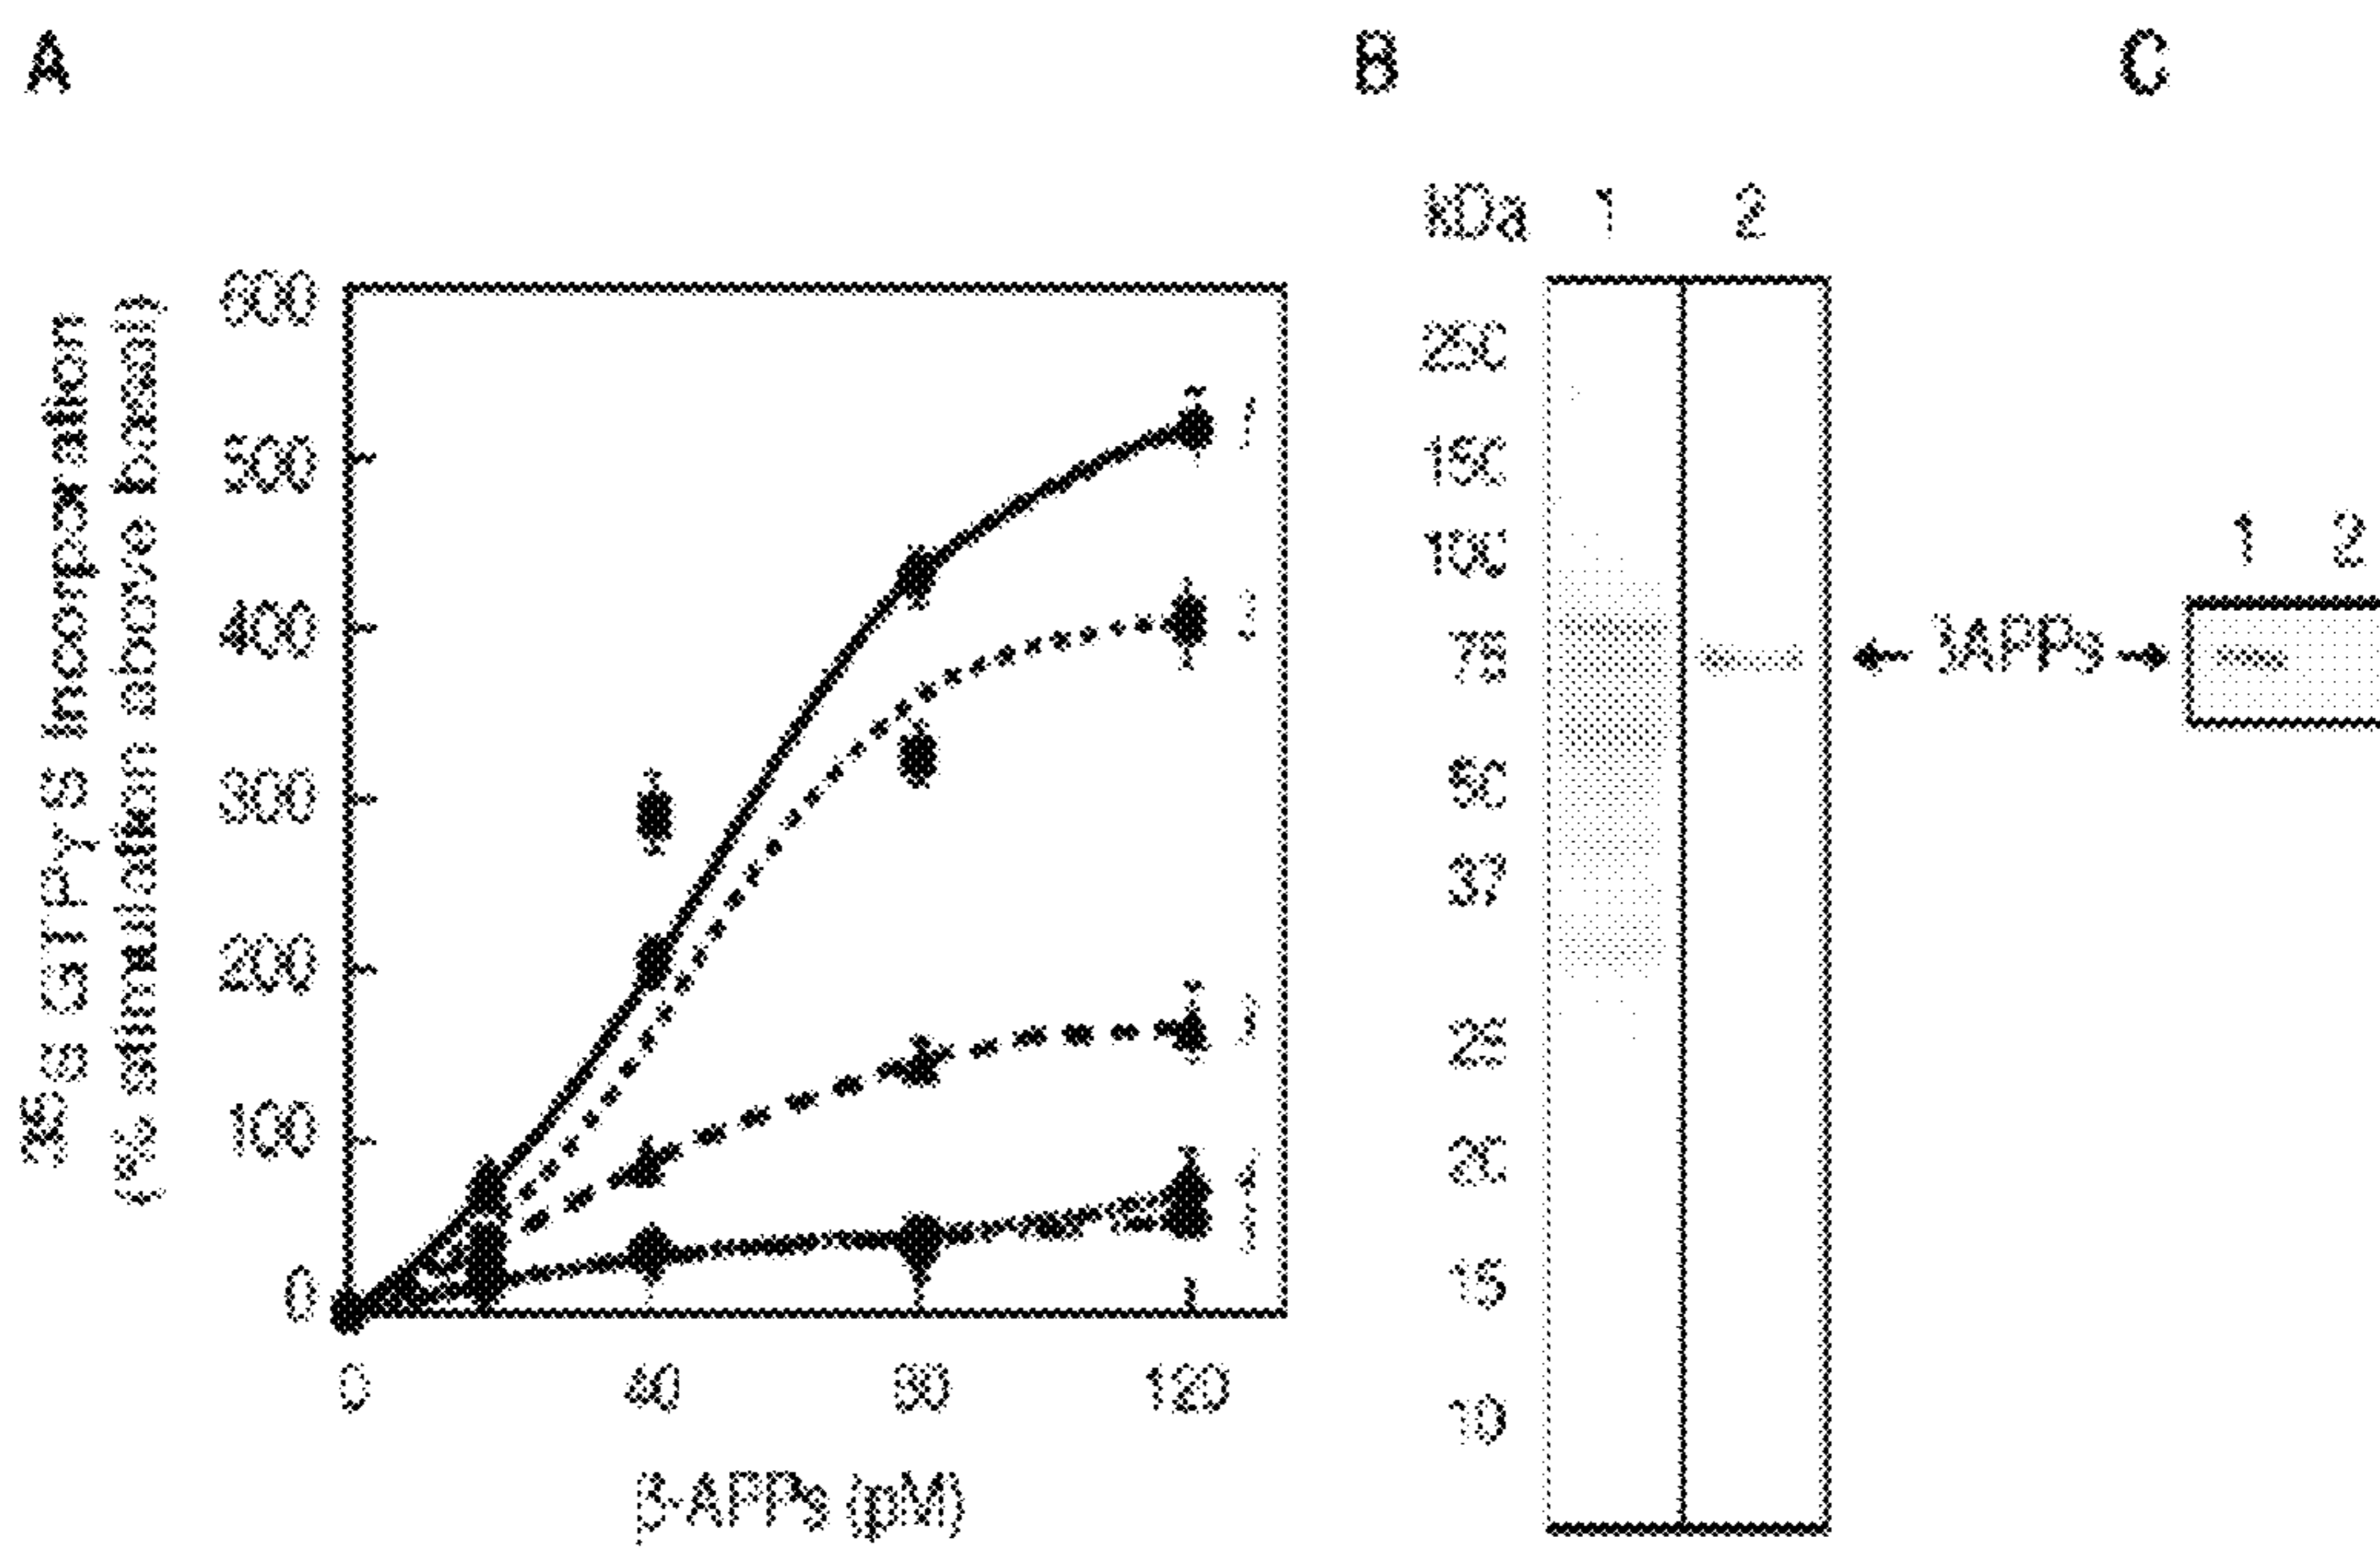 A
B
C
kDa 1 2
600
500
400
300
200
100
0
35S GTPγS Incorporation
(% stimulation above basal)
0 40 80 120
β-APPs (pM)
250
150
100
75
50
37
25
20
15
10
βAPPs
1 2